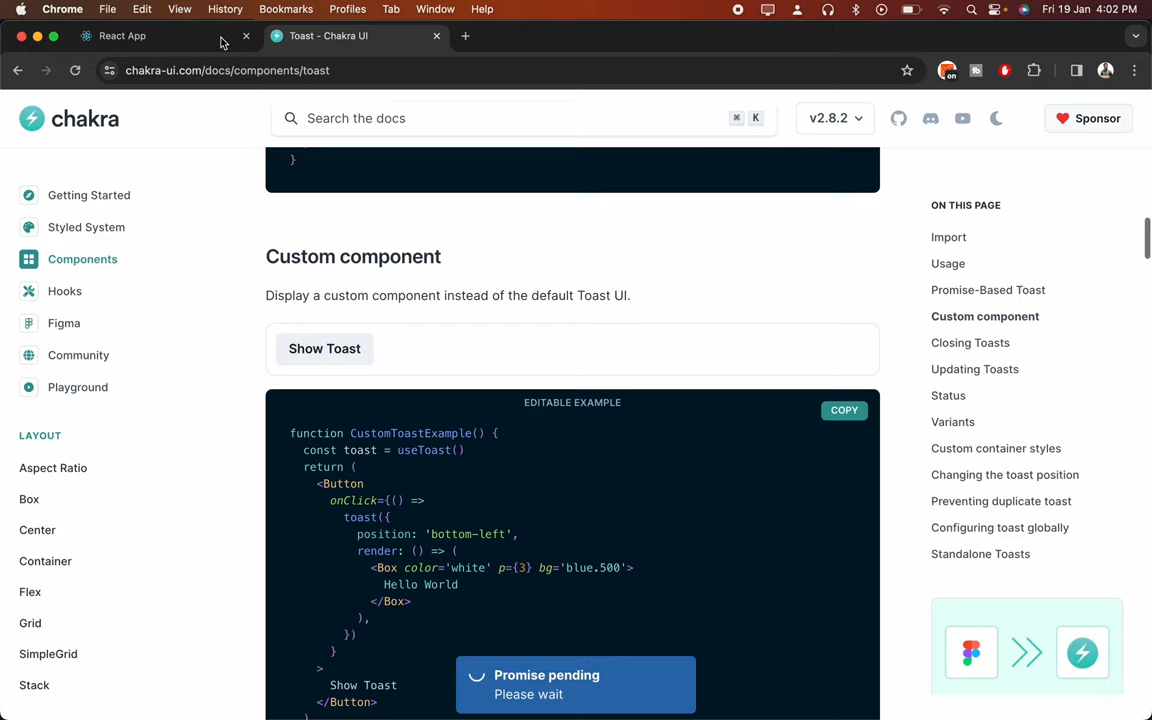 Chrome File Edit View History Bookmarks Profiles Tab Window Help Fri 19 Jan 4:02 PM
React App Toast - Chakra UI
chakra-ui.com/docs/components/toast
on
chakra Search the docs ⌘ K v2.8.2 Sponsor
Getting Started
Styled System
Components
Hooks
Figma
Community
Playground
LAYOUT
Aspect Ratio
Box
Center
Container
Flex
Grid
SimpleGrid
Stack
}
Custom component
Display a custom component instead of the default Toast UI.
Show Toast
EDITABLE EXAMPLE
COPY
function CustomToastExample() {
const toast = useToast()
return (
<Button
onClick={() =>
toast({
position: 'bottom-left',
render: () => (
<Box color='white' p={3} bg='blue.500'>
Hello World
</Box>
),
})
}
>
Show Toast
</Button>
)
Promise pending
Please wait
ON THIS PAGE
Import
Usage
Promise-Based Toast
Custom component
Closing Toasts
Updating Toasts
Status
Variants
Custom container styles
Changing the toast position
Preventing duplicate toast
Configuring toast globally
Standalone Toasts